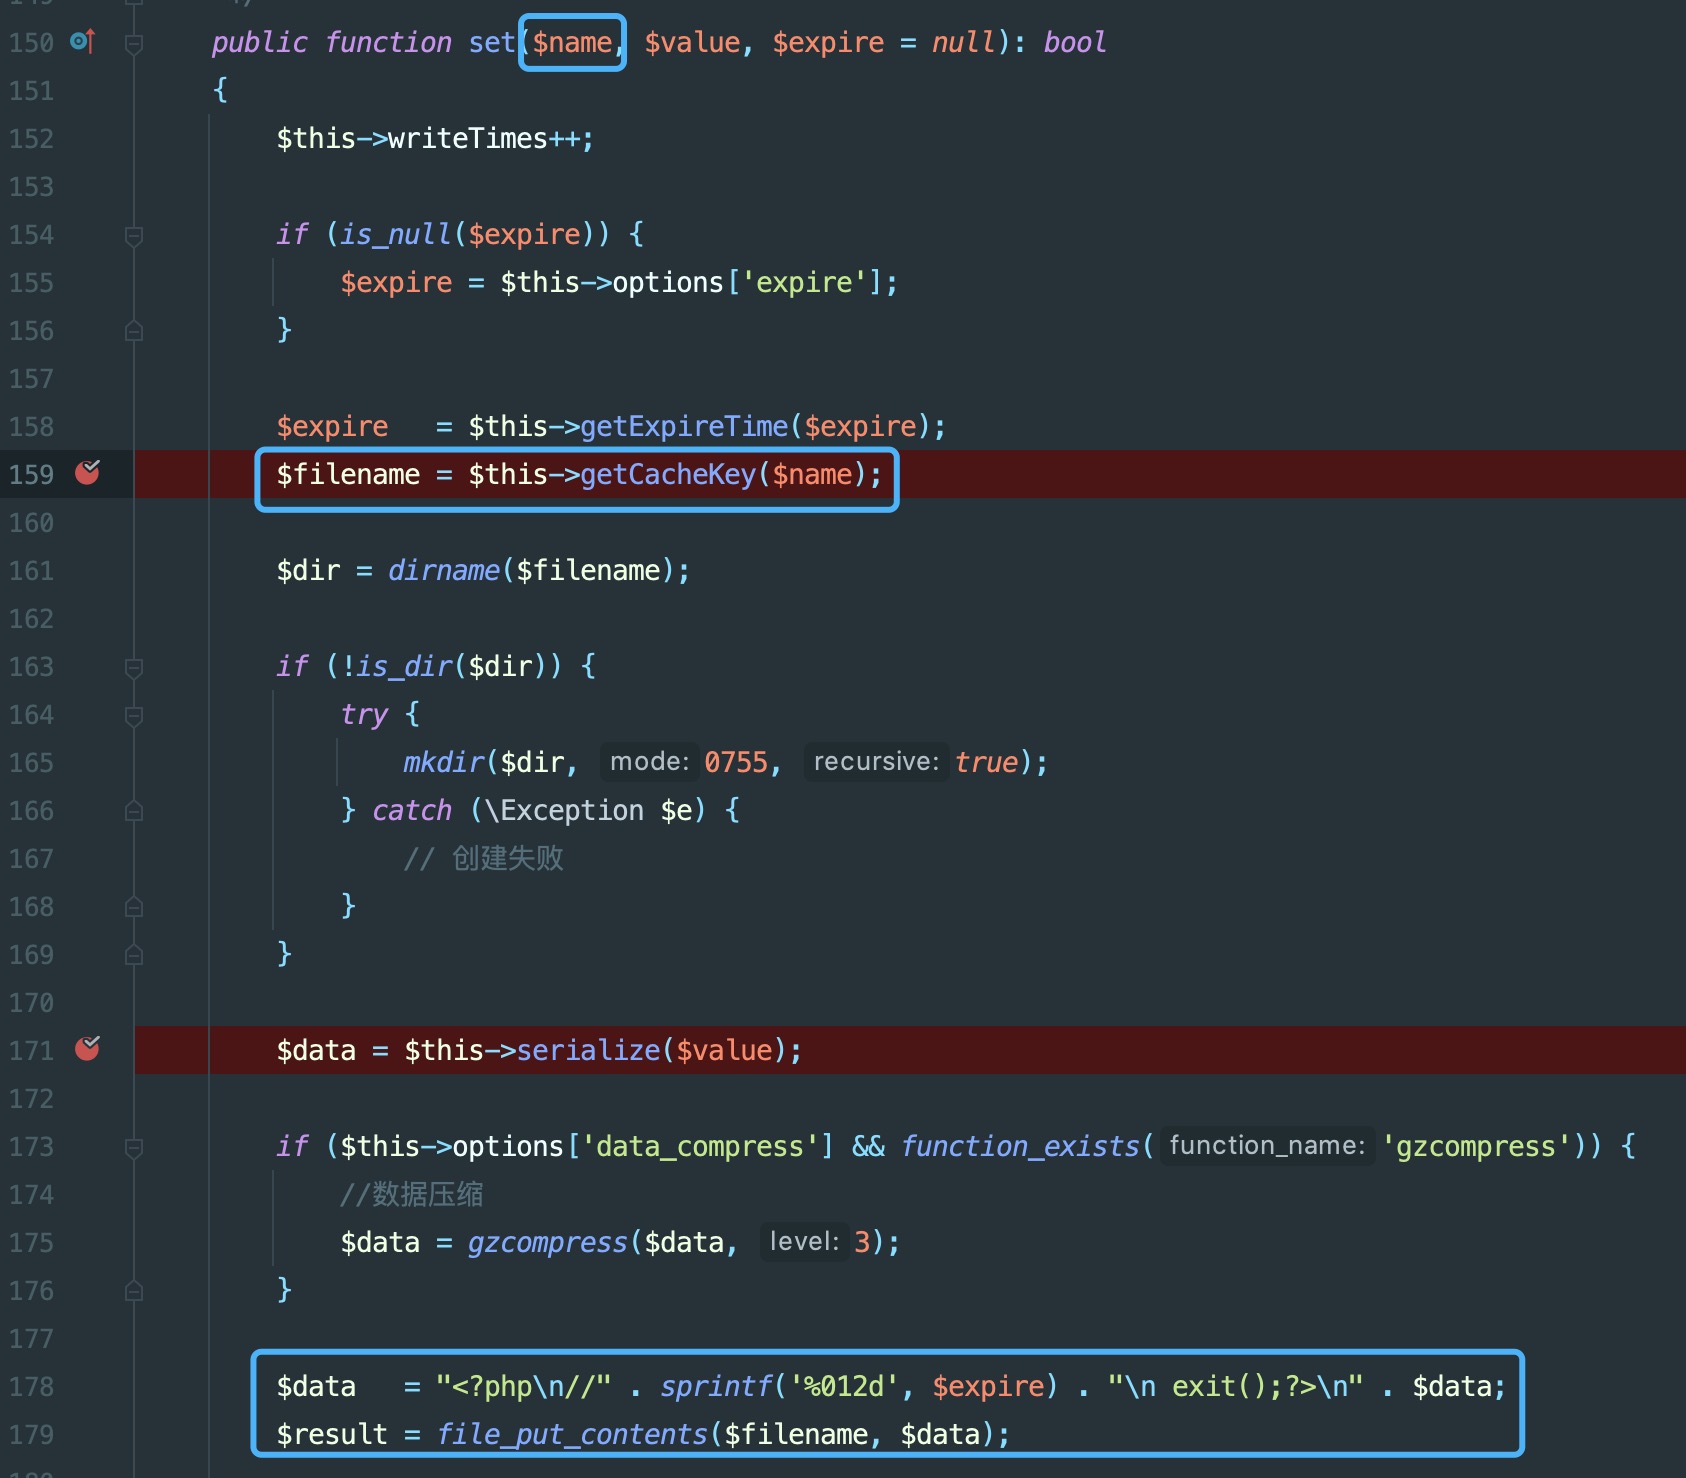 150 public function set($name, $value, $expire = null): bool
151 {
152 $this->writeTimes++;
153
154 if (is_null($expire)) {
155 $expire = $this->options['expire'];
156 }
157
158 $expire   = $this->getExpireTime($expire);
159 $filename = $this->getCacheKey($name);
160
161 $dir = dirname($filename);
162
163 if (!is_dir($dir)) {
164 try {
165 mkdir($dir, mode: 0755, recursive: true);
166 } catch (\Exception $e) {
167 // 创建失败
168 }
169 }
170
171 $data = $this->serialize($value);
172
173 if ($this->options['data_compress'] && function_exists( function_name: 'gzcompress')) {
174 //数据压缩
175 $data = gzcompress($data, level: 3);
176 }
177
178 $data   = "<?php\n//" . sprintf('%012d', $expire) . "\n exit();?>\n" . $data;
179 $result = file_put_contents($filename, $data);